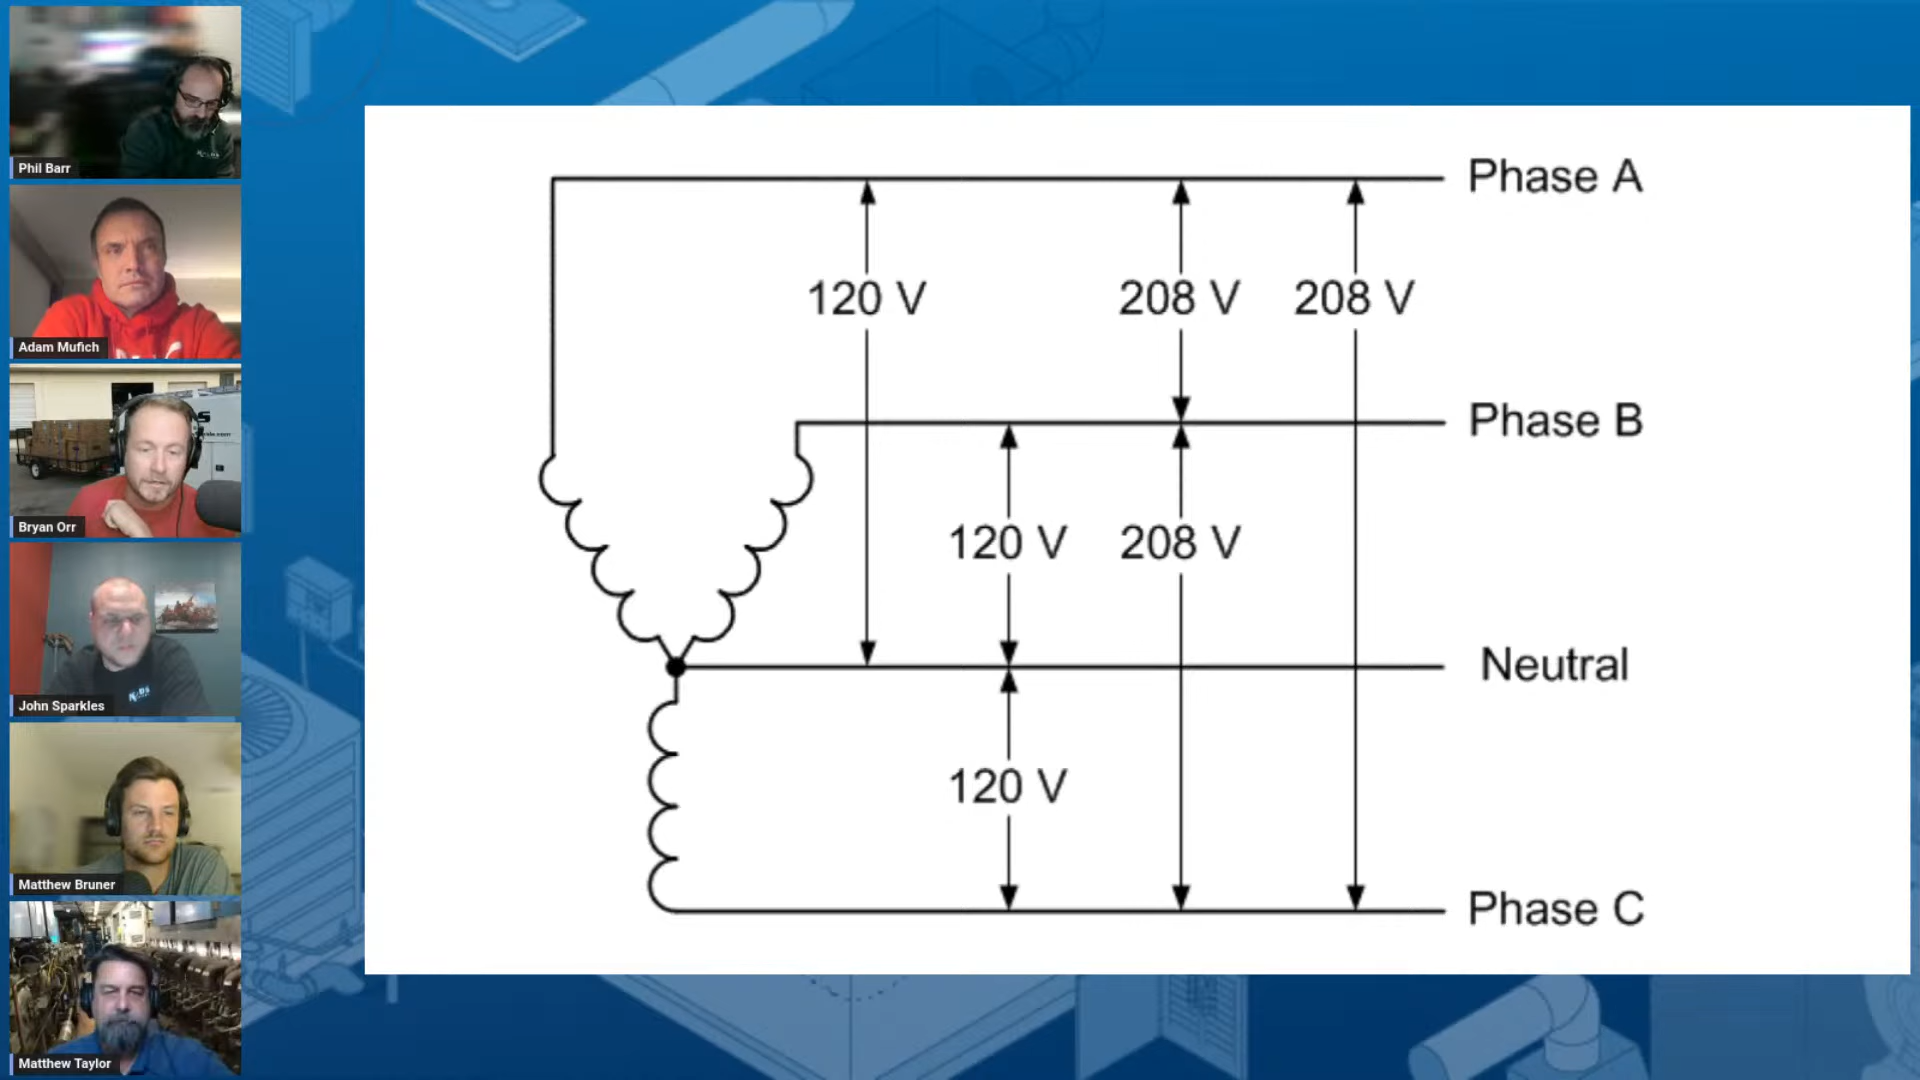 Phil Barr
Adam Mufich
Bryan Orr
John Sparkles
Matthew Bruner
Matthew Taylor
Phase A
120 V
208 V
208 V
Phase B
120 V
208 V
Neutral
120 V
Phase C